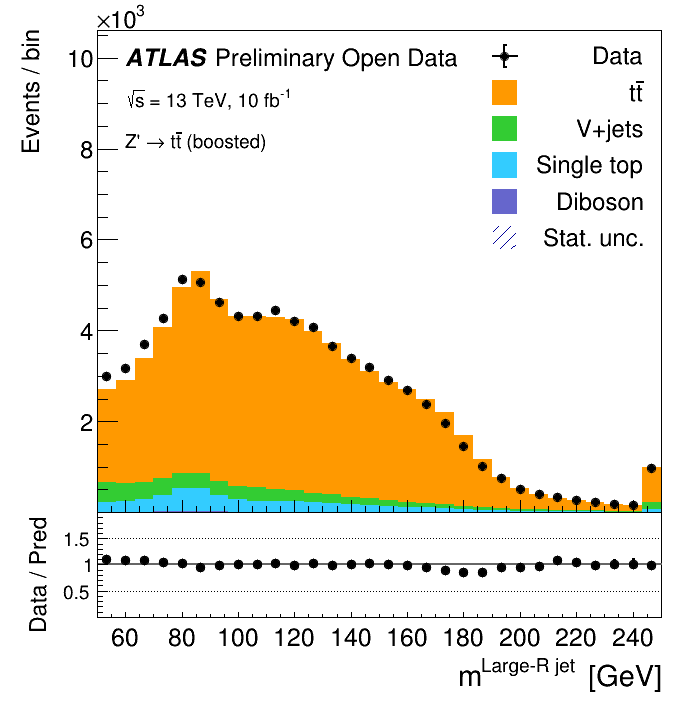 ×10³
Events / bin
10
8
6
4
2
ATLAS Preliminary Open Data
√s = 13 TeV, 10 fb⁻¹
Z' → tt̄ (boosted)
Data
tt̄
V+jets
Single top
Diboson
Stat. unc.
Data / Pred
1.5
1
0.5
60 80 100 120 140 160 180 200 220 240
m^Large-R jet [GeV]